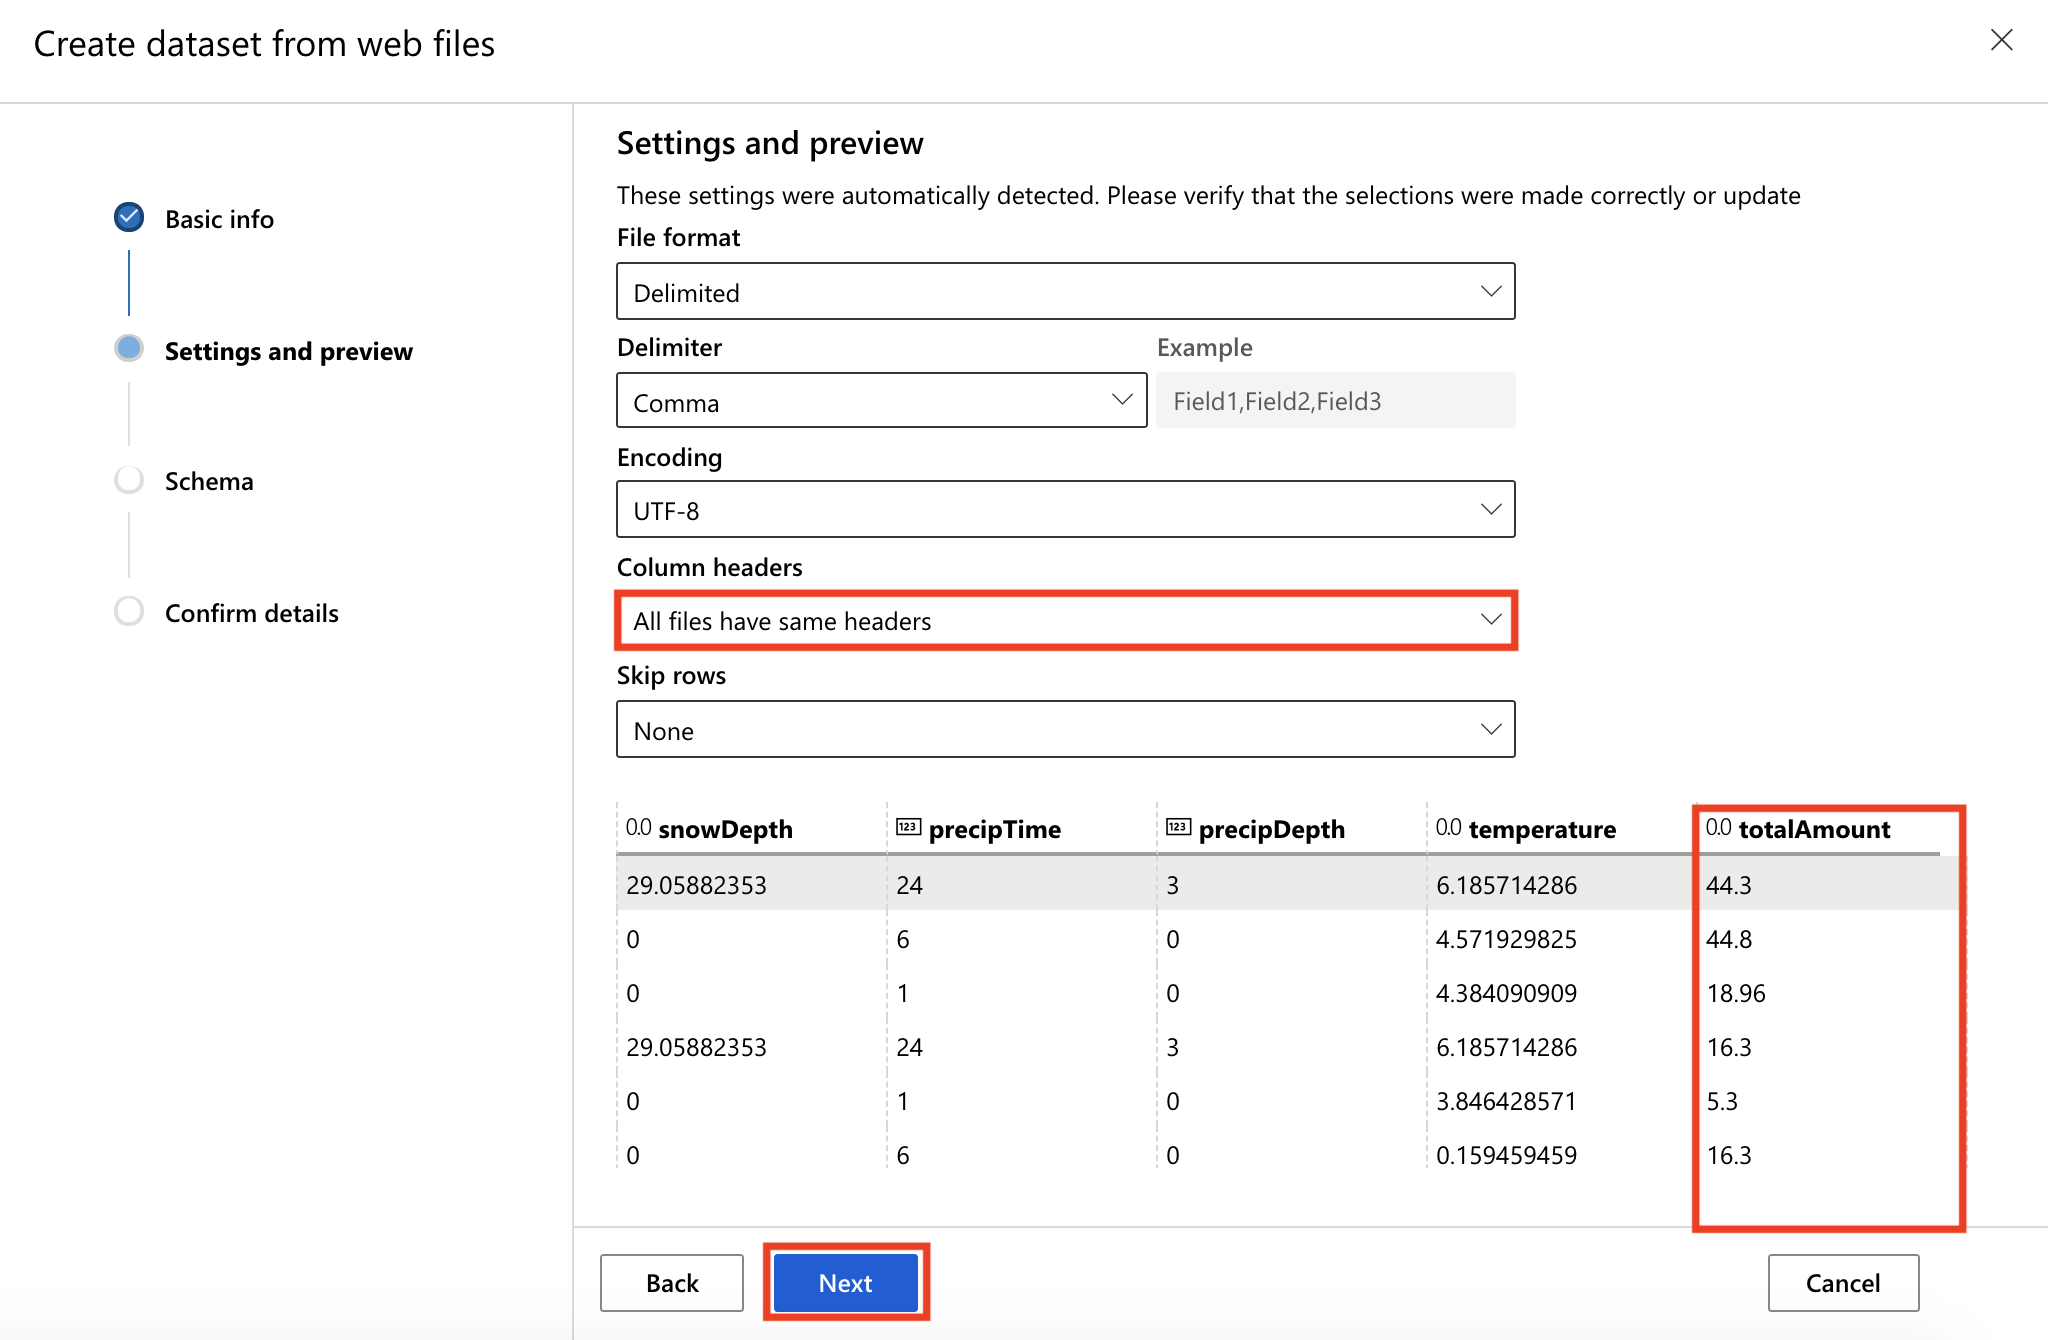 Create dataset from web files
Basic info
Settings and preview
Schema
Confirm details
Settings and preview
These settings were automatically detected. Please verify that the selections were made correctly or update
File format
Delimited
Delimiter Example
Comma Field1,Field2,Field3
Encoding
UTF-8
Column headers
All files have same headers
Skip rows
None
0.0 snowDepth 123 precipTime 123 precipDepth 0.0 temperature 0.0 totalAmount
29.05882353 24 3 6.185714286 44.3
0 6 0 4.571929825 44.8
0 1 0 4.384090909 18.96
29.05882353 24 3 6.185714286 16.3
0 1 0 3.846428571 5.3
0 6 0 0.159459459 16.3
Back Next Cancel